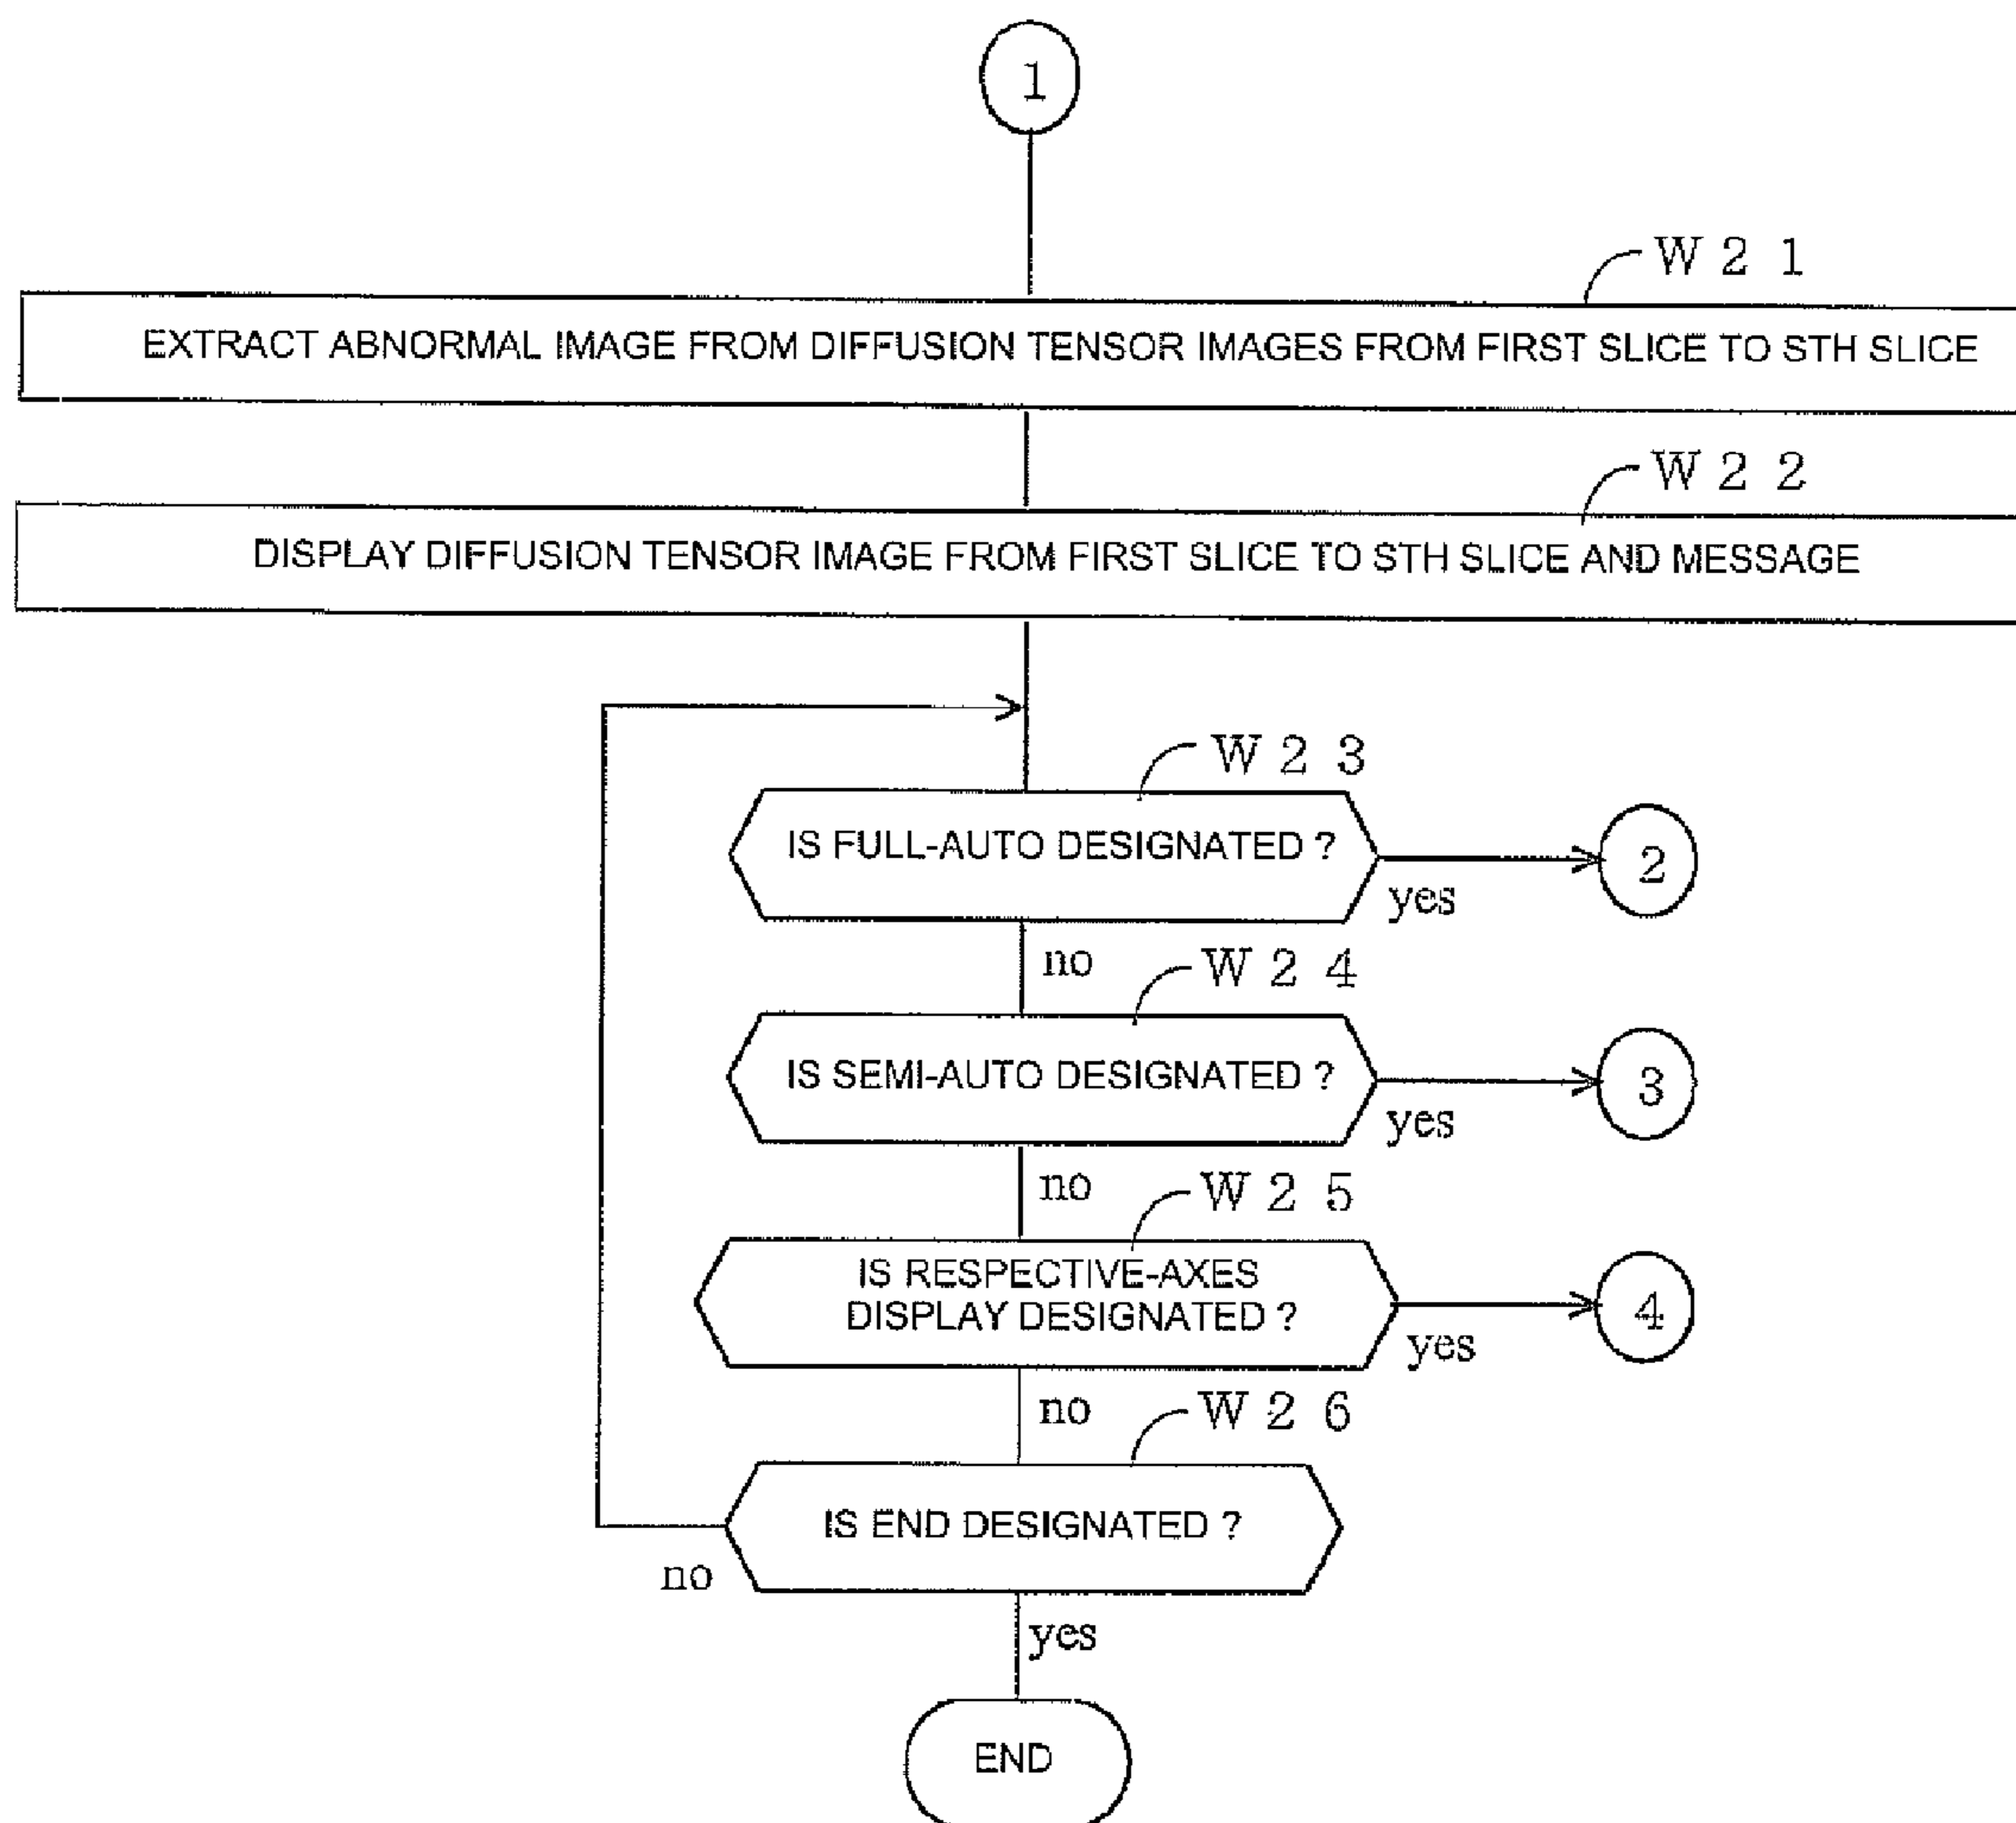 1
W21
EXTRACT ABNORMAL IMAGE FROM DIFFUSION TENSOR IMAGES FROM FIRST SLICE TO STH SLICE
W22
DISPLAY DIFFUSION TENSOR IMAGE FROM FIRST SLICE TO STH SLICE AND MESSAGE
W23
IS FULL-AUTO DESIGNATED ?
yes
2
no
W24
IS SEMI-AUTO DESIGNATED ?
yes
3
no
W25
IS RESPECTIVE-AXES
DISPLAY DESIGNATED ?
yes
4
no
W26
IS END DESIGNATED ?
no
yes
END